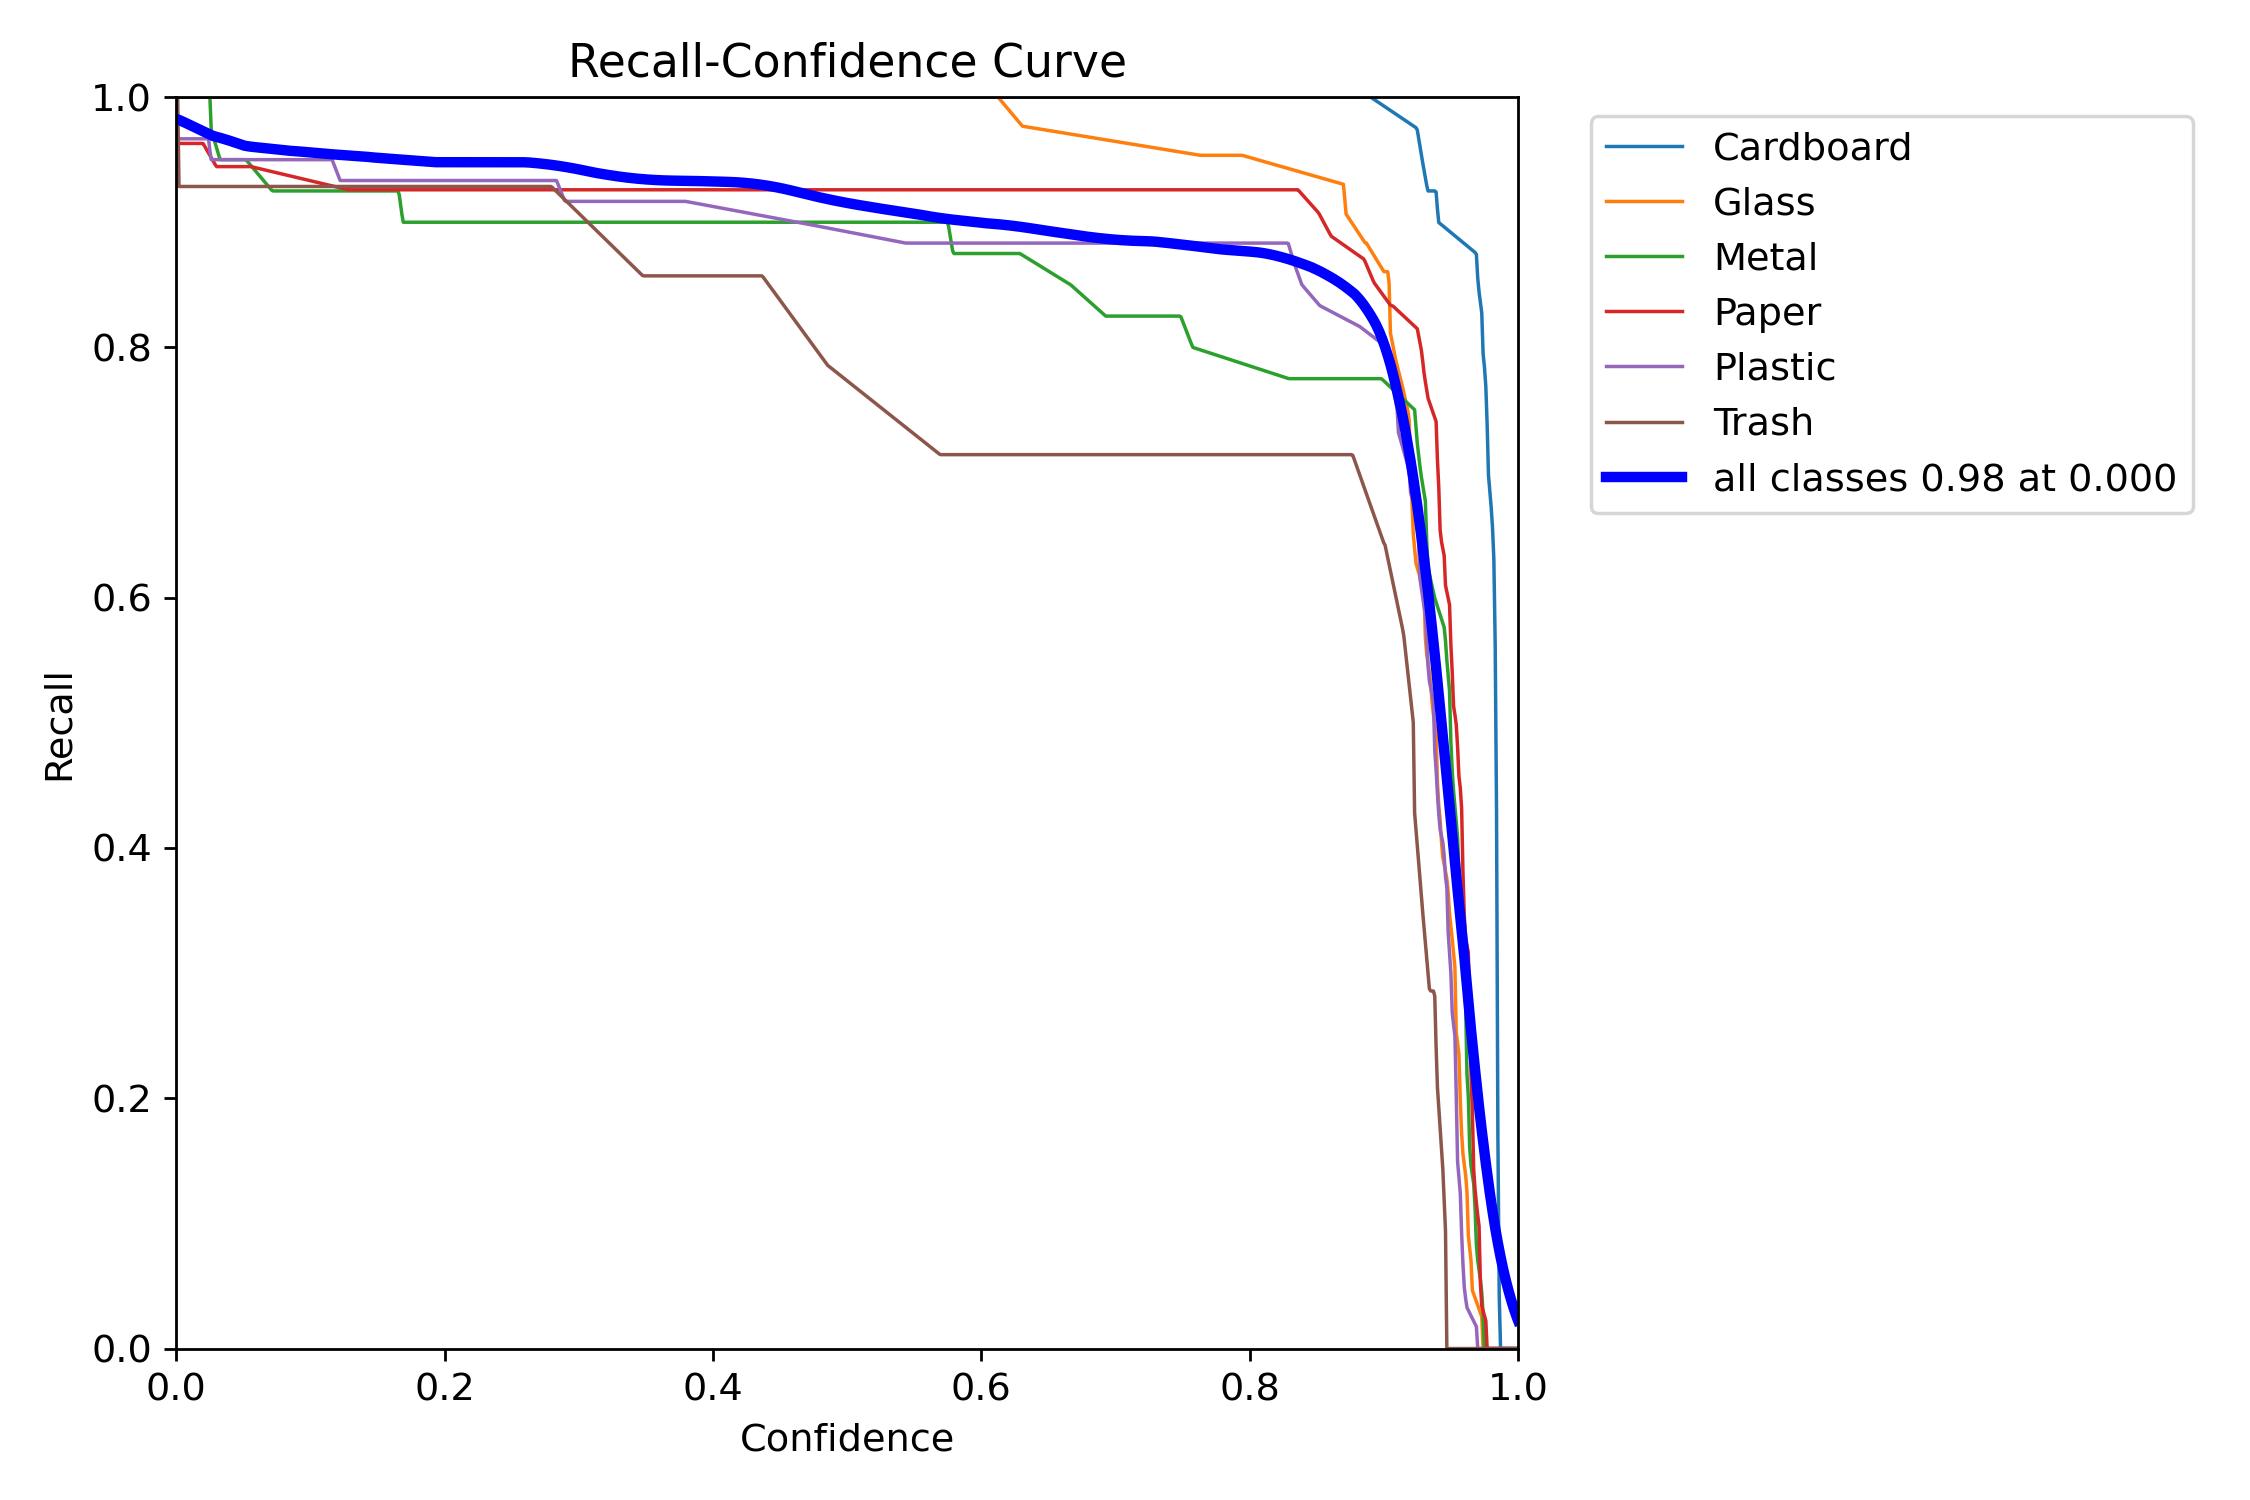 Recall-Confidence Curve
1.0
0.8
0.6
0.4
0.2
0.0
Recall
0.0 0.2 0.4 0.6 0.8 1.0
Confidence
Cardboard
Glass
Metal
Paper
Plastic
Trash
all classes 0.98 at 0.000